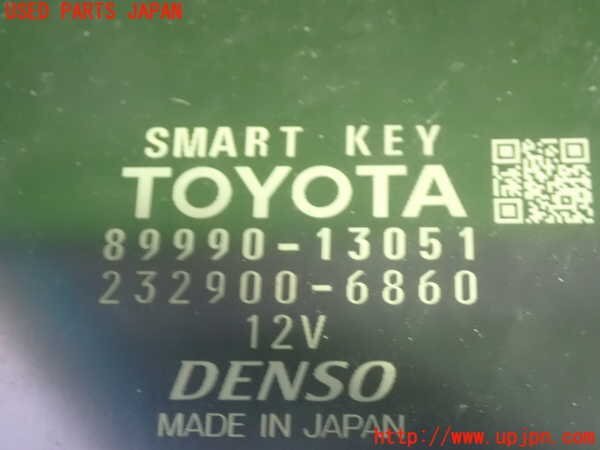 USED PARTS JAPAN
SMART KEY
TOYOTA
89990-13051
232900-6860
12V
DENSO
MADE IN JAPAN
http://www.upjpn.com